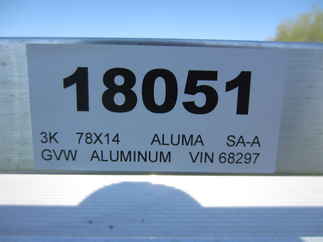 18051
3K 78X14 ALUMA SA-A
GVW ALUMINUM VIN 68297